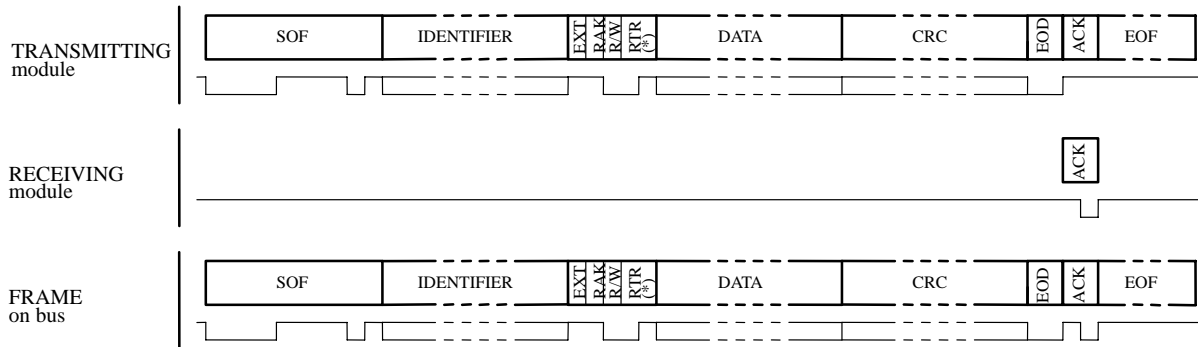 SOF IDENTIFIER EXT RAK R/W RTR (*) DATA CRC EOD ACK EOF
TRANSMITTING
module
ACK
RECEIVING
module
SOF IDENTIFIER EXT RAK R/W RTR (*) DATA CRC EOD ACK EOF
FRAME
on bus